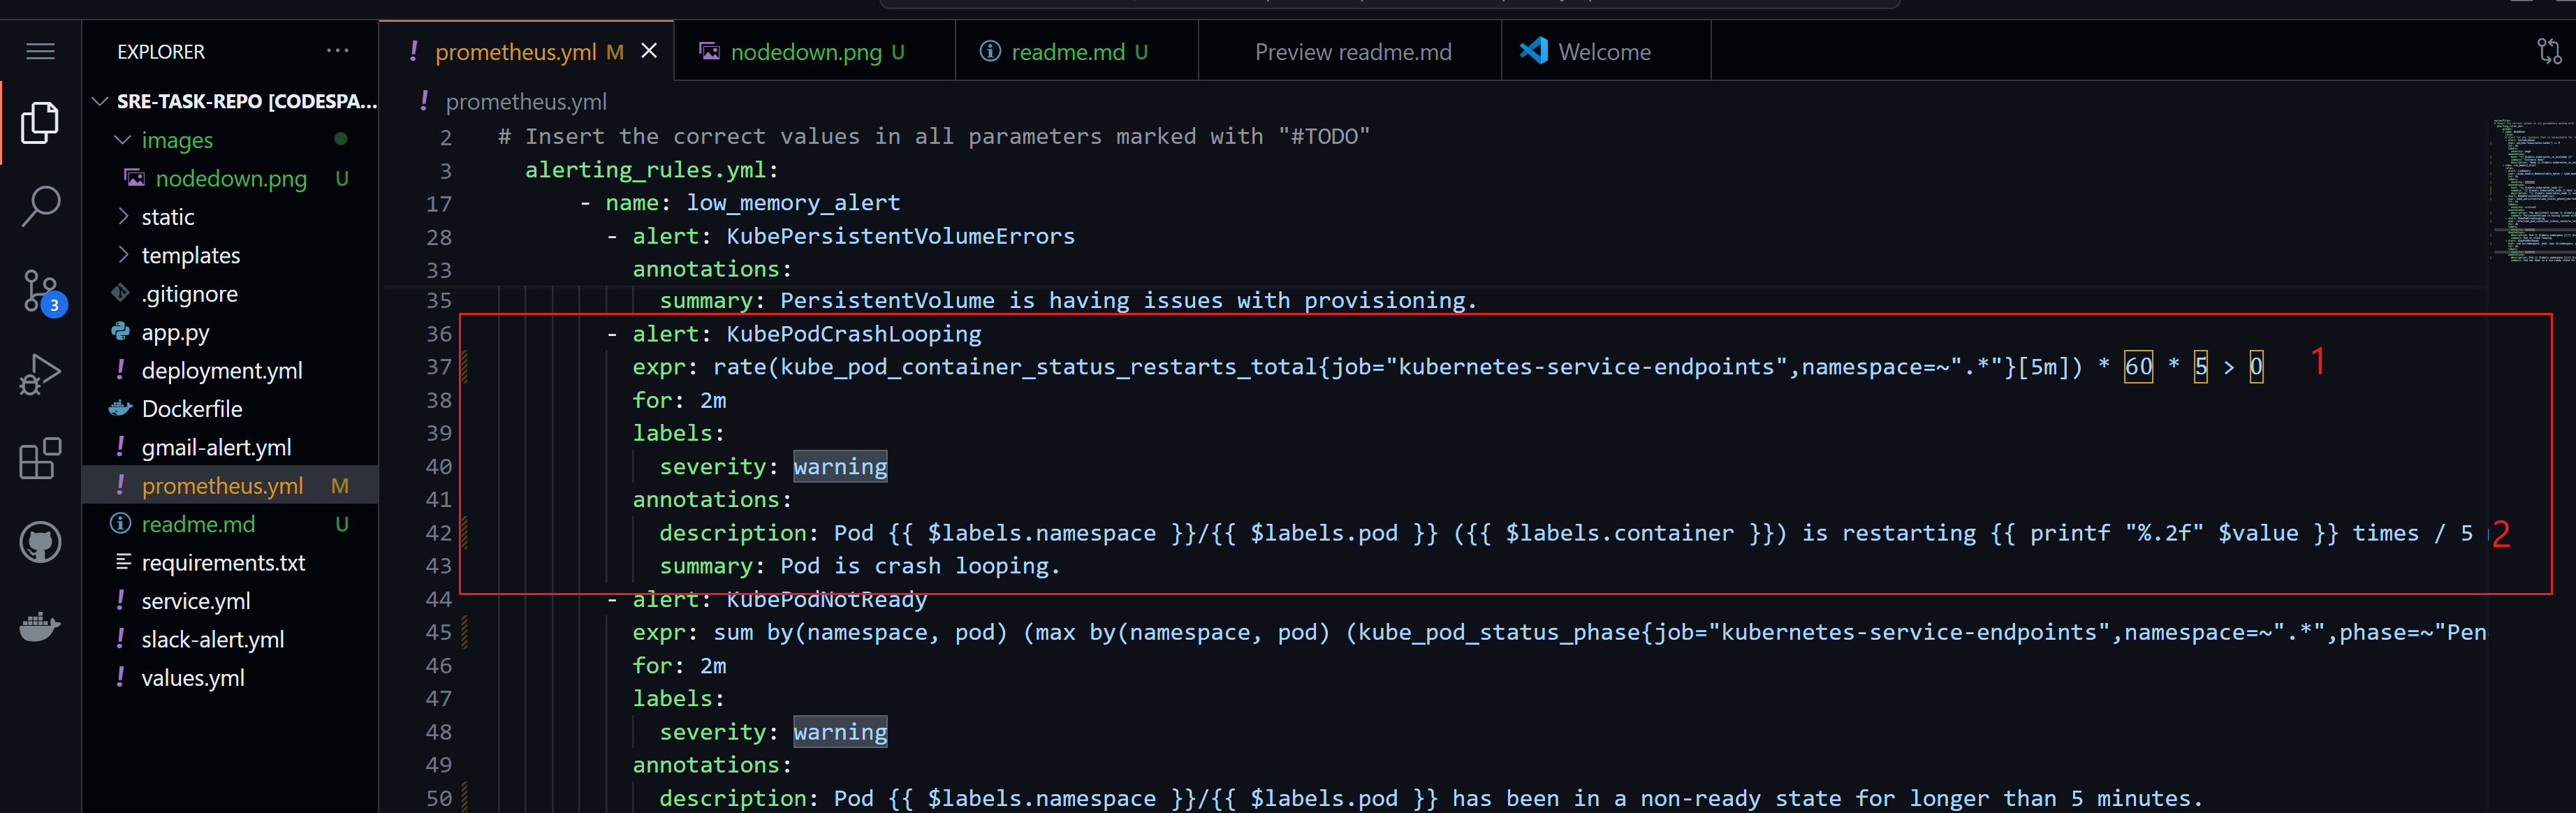 EXPLORER ···
SRE-TASK-REPO [CODESPA...
images
nodedown.png U
static
templates
.gitignore
app.py
deployment.yml
Dockerfile
gmail-alert.yml
prometheus.yml M
readme.md U
requirements.txt
service.yml
slack-alert.yml
values.yml
3
! prometheus.yml M
nodedown.png U
readme.md U
Preview readme.md
Welcome
! prometheus.yml
2 # Insert the correct values in all parameters marked with "#TODO"
3 alerting_rules.yml:
17 - name: low_memory_alert
28 - alert: KubePersistentVolumeErrors
33 annotations:
35 summary: PersistentVolume is having issues with provisioning.
36 - alert: KubePodCrashLooping
37 expr: rate(kube_pod_container_status_restarts_total{job="kubernetes-service-endpoints",namespace=~".*"}[5m]) * 60 * 5 > 0 1
38 for: 2m
39 labels:
40 severity: warning
41 annotations:
42 description: Pod {{ $labels.namespace }}/{{ $labels.pod }} ({{ $labels.container }}) is restarting {{ printf "%.2f" $value }} times / 5 2
43 summary: Pod is crash looping.
44 - alert: KubePodNotReady
45 expr: sum by(namespace, pod) (max by(namespace, pod) (kube_pod_status_phase{job="kubernetes-service-endpoints",namespace=~".*",phase=~"Pen
46 for: 2m
47 labels:
48 severity: warning
49 annotations:
50 description: Pod {{ $labels.namespace }}/{{ $labels.pod }} has been in a non-ready state for longer than 5 minutes.